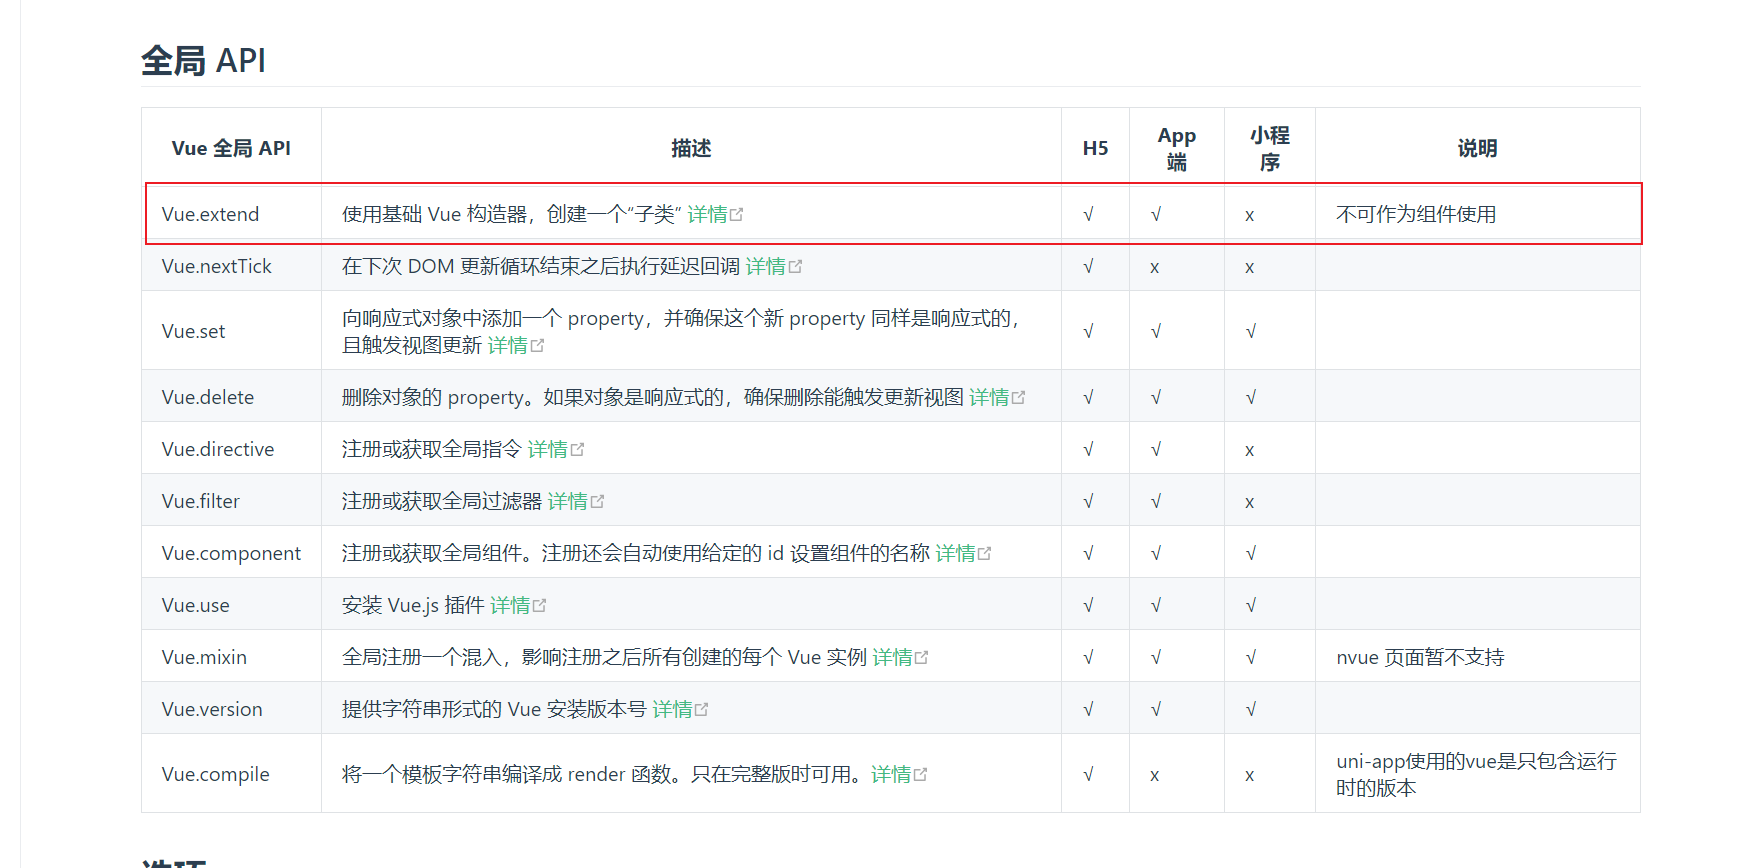 全局 API
Vue 全局 API 描述 H5 App端 小程序 说明
Vue.extend 使用基础 Vue 构造器，创建一个“子类” 详情 √ √ x 不可作为组件使用
Vue.nextTick 在下次 DOM 更新循环结束之后执行延迟回调 详情 √ x x
Vue.set 向响应式对象中添加一个 property，并确保这个新 property 同样是响应式的，
且触发视图更新 详情 √ √ √
Vue.delete 删除对象的 property。如果对象是响应式的，确保删除能触发更新视图 详情 √ √ √
Vue.directive 注册或获取全局指令 详情 √ √ x
Vue.filter 注册或获取全局过滤器 详情 √ √ x
Vue.component 注册或获取全局组件。注册还会自动使用给定的 id 设置组件的名称 详情 √ √ √
Vue.use 安装 Vue.js 插件 详情 √ √ √
Vue.mixin 全局注册一个混入，影响注册之后所有创建的每个 Vue 实例 详情 √ √ √ nvue 页面暂不支持
Vue.version 提供字符串形式的 Vue 安装版本号 详情 √ √ √
Vue.compile 将一个模板字符串编译成 render 函数。只在完整版时可用。详情 √ x x uni-app使用的vue是只包含运行
时的版本